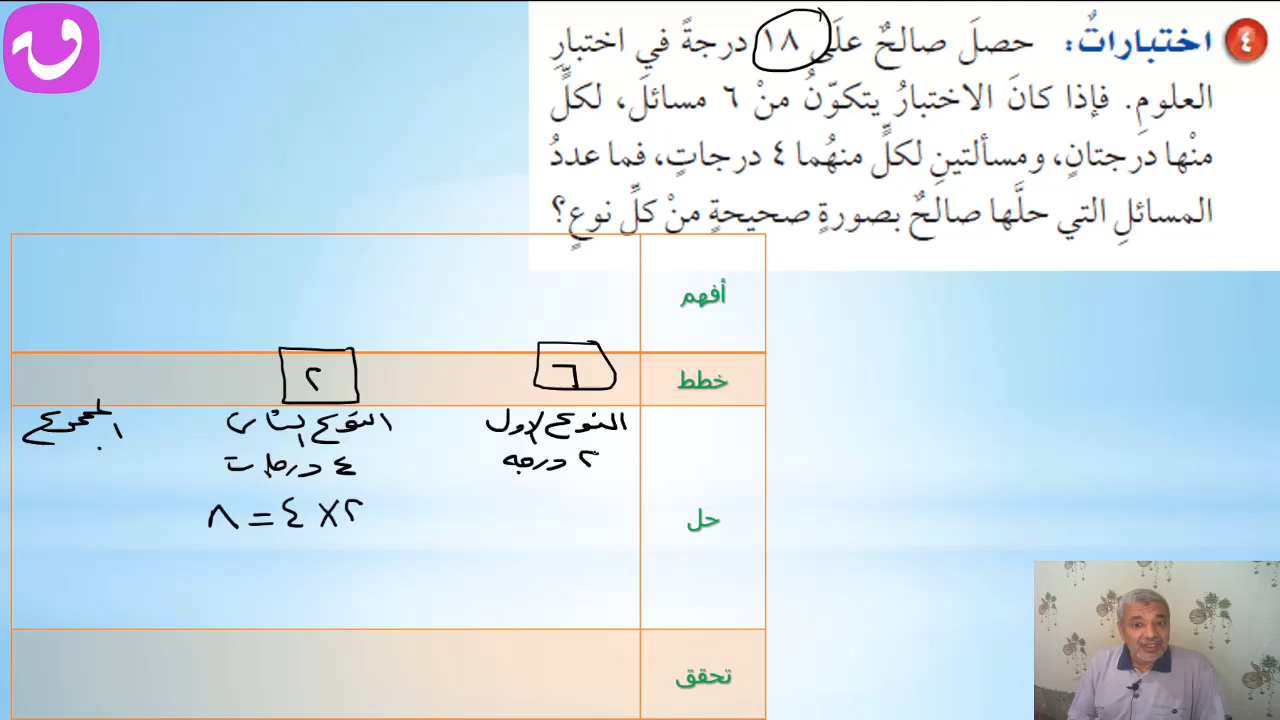 ق
٤ اختباراتٌ: حصلَ صالحٌ علَى ١٨ درجةً في اختبارِ
العلومِ. فإذا كانَ الاختبارُ يتكوّنُ منْ ٦ مسائلَ، لكلٍّ
منْها درجتانِ، ومسألتينِ لكلٍّ منهُما ٤ درجاتٍ، فما عددُ
المسائلِ التي حلَّها صالحٌ بصورةٍ صحيحةٍ منْ كلِّ نوعٍ؟
أفهم
خطط ٦ ٢
النوع الأول النوع الثاني المجموع
٢ درجه ٤ درجات
حل ٢ × ٤ = ٨
تحقق